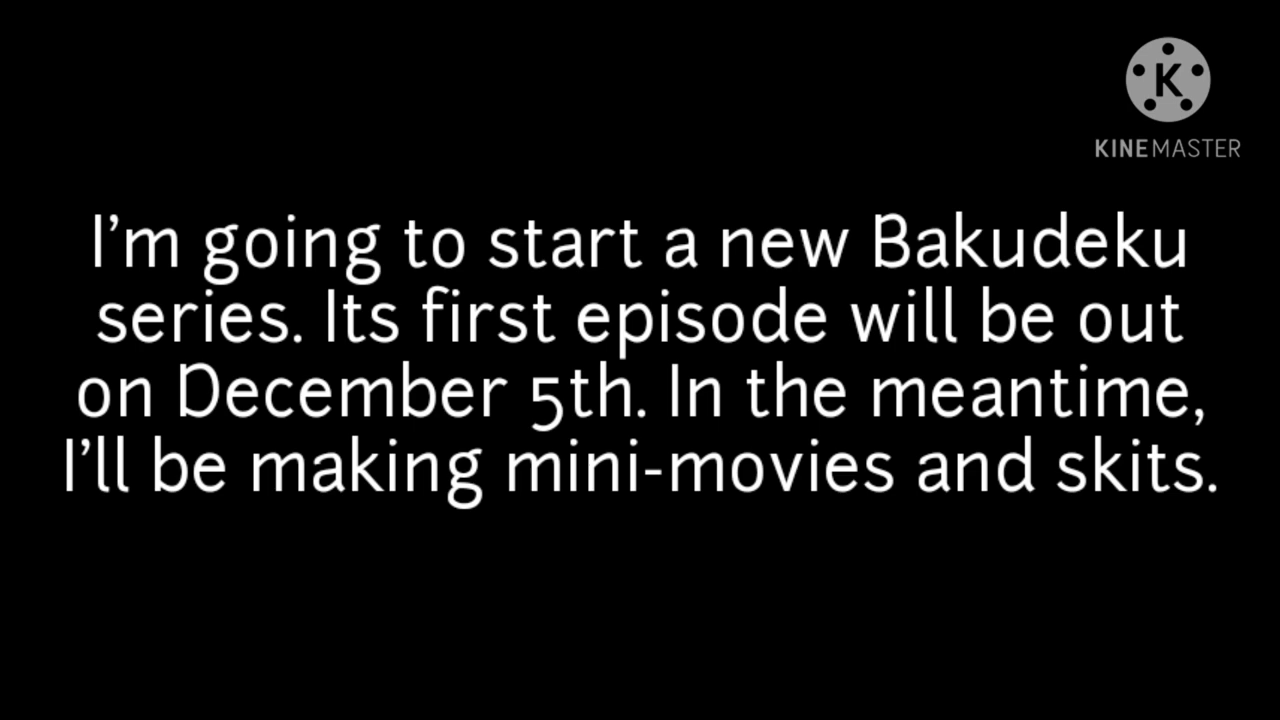 K
KINEMASTER
I'm going to start a new Bakudeku
series. Its first episode will be out
on December 5th. In the meantime,
I'll be making mini-movies and skits.